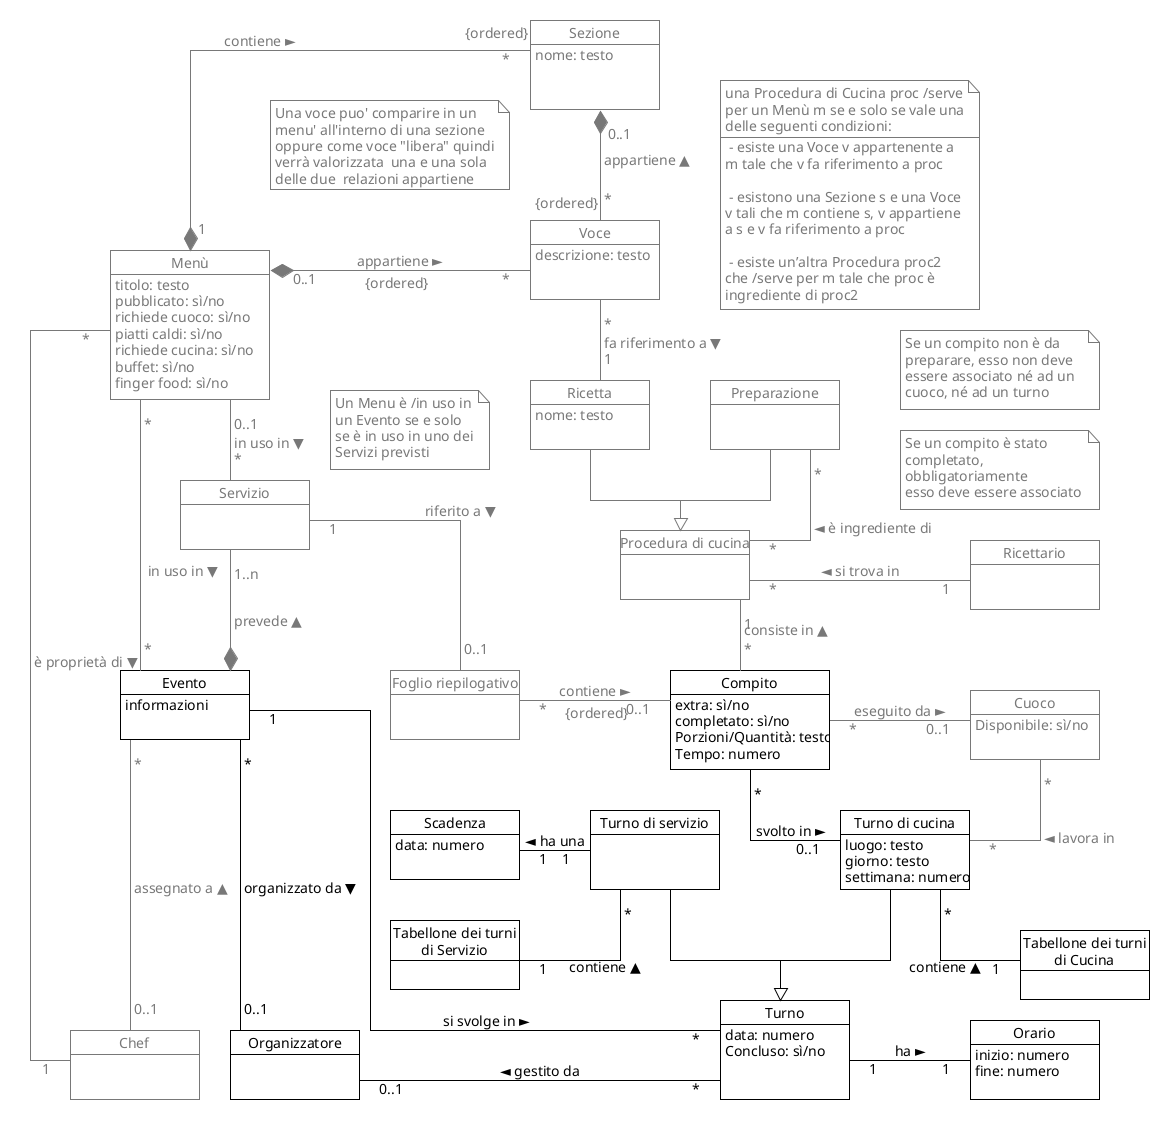 contiene ►
{ordered}
*
Sezione
nome: testo
Una voce puo' comparire in un
menu' all'interno di una sezione
oppure come voce "libera" quindi
verrà valorizzata  una e una sola
delle due  relazioni appartiene
0..1
appartiene ▲
{ordered}
*
una Procedura di Cucina proc /serve
per un Menù m se e solo se vale una
delle seguenti condizioni:
- esiste una Voce v appartenente a
m tale che v fa riferimento a proc
- esistono una Sezione s e una Voce
v tali che m contiene s, v appartiene
a s e v fa riferimento a proc
- esiste un'altra Procedura proc2
che /serve per m tale che proc è
ingrediente di proc2
1
Menù
titolo: testo
pubblicato: sì/no
richiede cuoco: sì/no
piatti caldi: sì/no
richiede cucina: sì/no
buffet: sì/no
finger food: sì/no
appartiene ►
0..1
{ordered}
*
Voce
descrizione: testo
*
fa riferimento a ▼
1
*
Ricetta
nome: testo
Preparazione
Se un compito non è da
preparare, esso non deve
essere associato né ad un
cuoco, né ad un turno
Un Menu è /in uso in
un Evento se e solo
se è in uso in uno dei
Servizi previsti
Se un compito è stato
completato,
obbligatoriamente
esso deve essere associato
*
0..1
in uso in ▼
*
Servizio
riferito a ▼
1
*
◄ è ingrediente di
*
Procedura di cucina
Ricettario
◄ si trova in
*
1
in uso in ▼
1..n
prevede ▲
*
è proprietà di ▼
0..1
1
consiste in ▲
*
Evento
informazioni
1
Foglio riepilogativo
contiene ►
*
{ordered}
0..1
Compito
extra: sì/no
completato: sì/no
Porzioni/Quantità: testo
Tempo: numero
eseguito da ►
*
0..1
Cuoco
Disponibile: sì/no
*
*
*
*
svolto in ►
0..1
Scadenza
data: numero
◄ ha una
1
1
Turno di servizio
Turno di cucina
luogo: testo
giorno: testo
settimana: numero
◄ lavora in
*
assegnato a ▲
organizzato da ▼
Tabellone dei turni
di Servizio
*
1
contiene ▲
*
contiene ▲
1
Tabellone dei turni
di Cucina
0..1
0..1
si svolge in ►
*
1
Chef
Organizzatore
◄ gestito da
0..1
*
Turno
data: numero
Concluso: sì/no
ha ►
1
1
Orario
inizio: numero
fine: numero